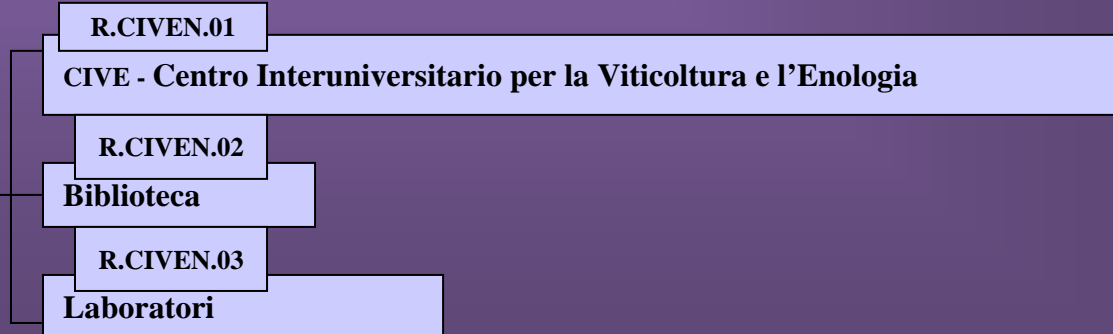 R.CIVEN.01
CIVE - Centro Interuniversitario per la Viticoltura e l’Enologia
R.CIVEN.02
Biblioteca
R.CIVEN.03
Laboratori